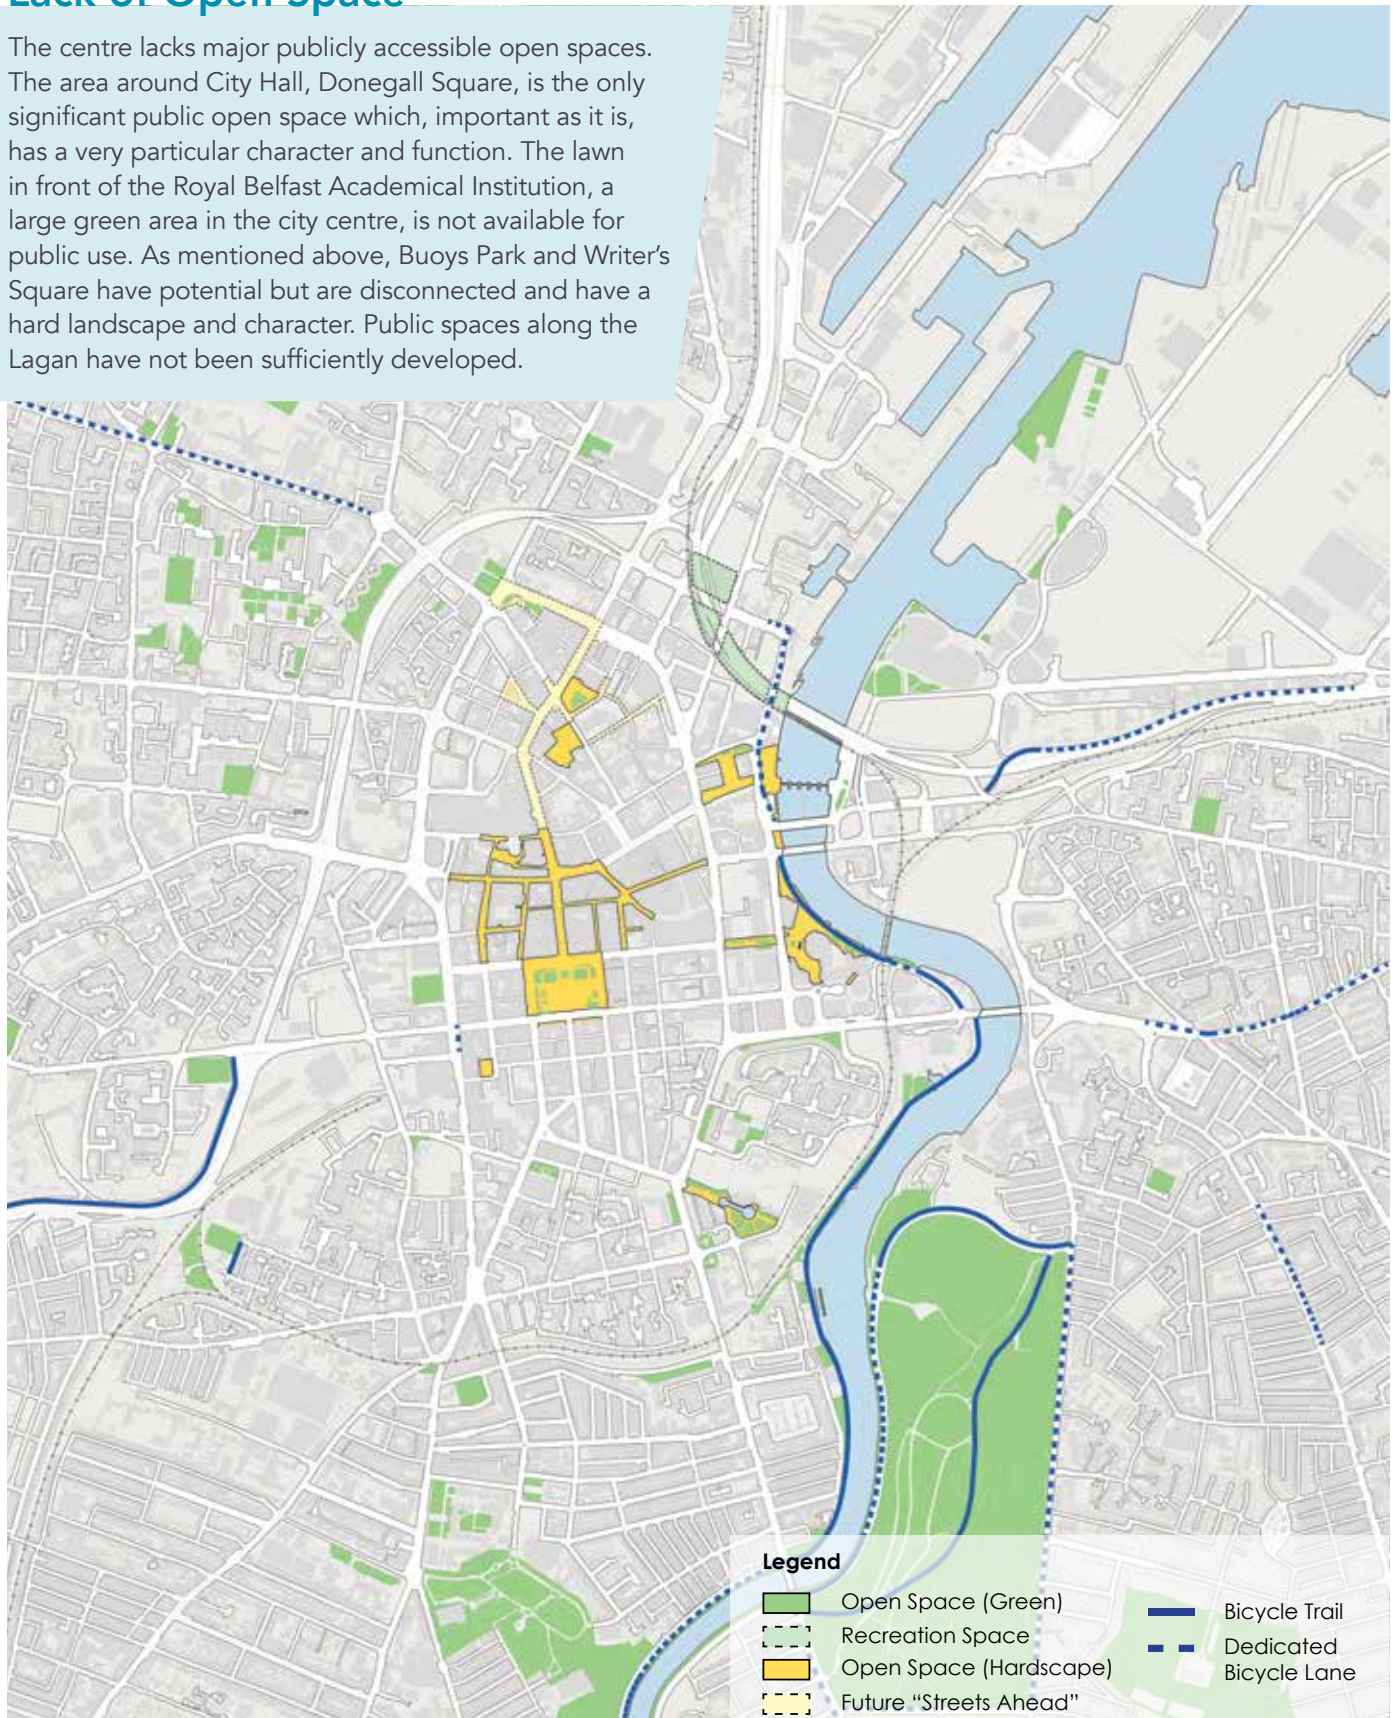 Lack of Open Space
The centre lacks major publicly accessible open spaces.
The area around City Hall, Donegall Square, is the only
significant public open space which, important as it is,
has a very particular character and function. The lawn
in front of the Royal Belfast Academical Institution, a
large green area in the city centre, is not available for
public use. As mentioned above, Buoys Park and Writer’s
Square have potential but are disconnected and have a
hard landscape and character. Public spaces along the
Lagan have not been sufficiently developed.
Legend
Open Space (Green)
Recreation Space
Open Space (Hardscape)
Future “Streets Ahead”
Bicycle Trail
Dedicated
Bicycle Lane